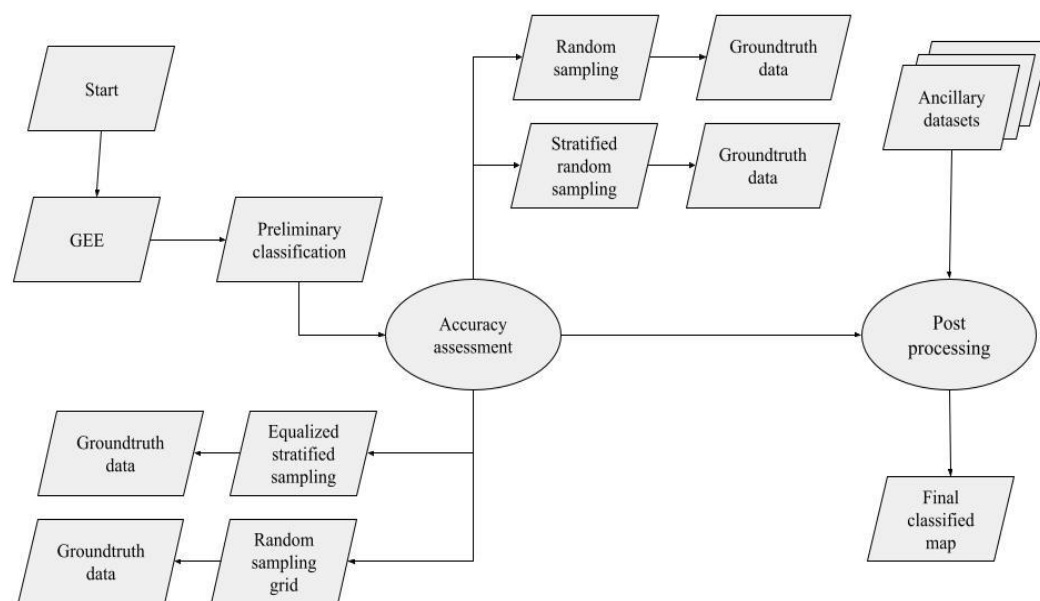 Start
GEE
Preliminary
classification
Accuracy
assessment
Random
sampling
Groundtruth
data
Stratified
random
sampling
Groundtruth
data
Equalized
stratified
sampling
Groundtruth
data
Random
sampling
grid
Groundtruth
data
Ancillary
datasets
Post
processing
Final
classified
map